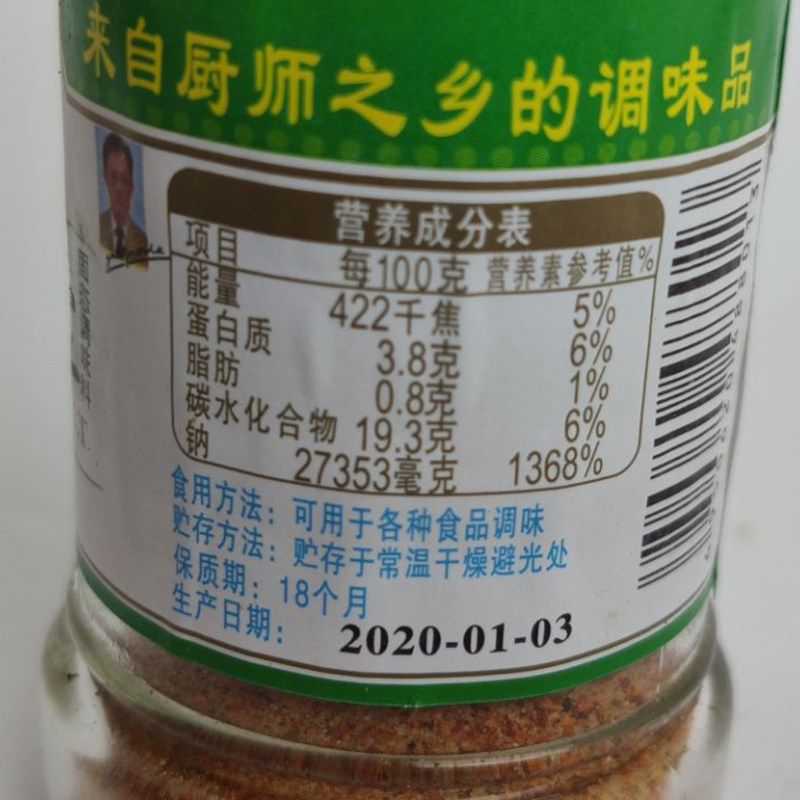 来自厨师之乡的调味品
营养成分表
项目 每100克 营养素参考值%
能量 422千焦 5%
蛋白质 3.8克 6%
脂肪 0.8克 1%
碳水化合物 19.3克 6%
钠 27353毫克 1368%
食用方法：可用于各种食品调味
贮存方法：贮存于常温干燥避光处
保质期：18个月
生产日期：2020-01-03